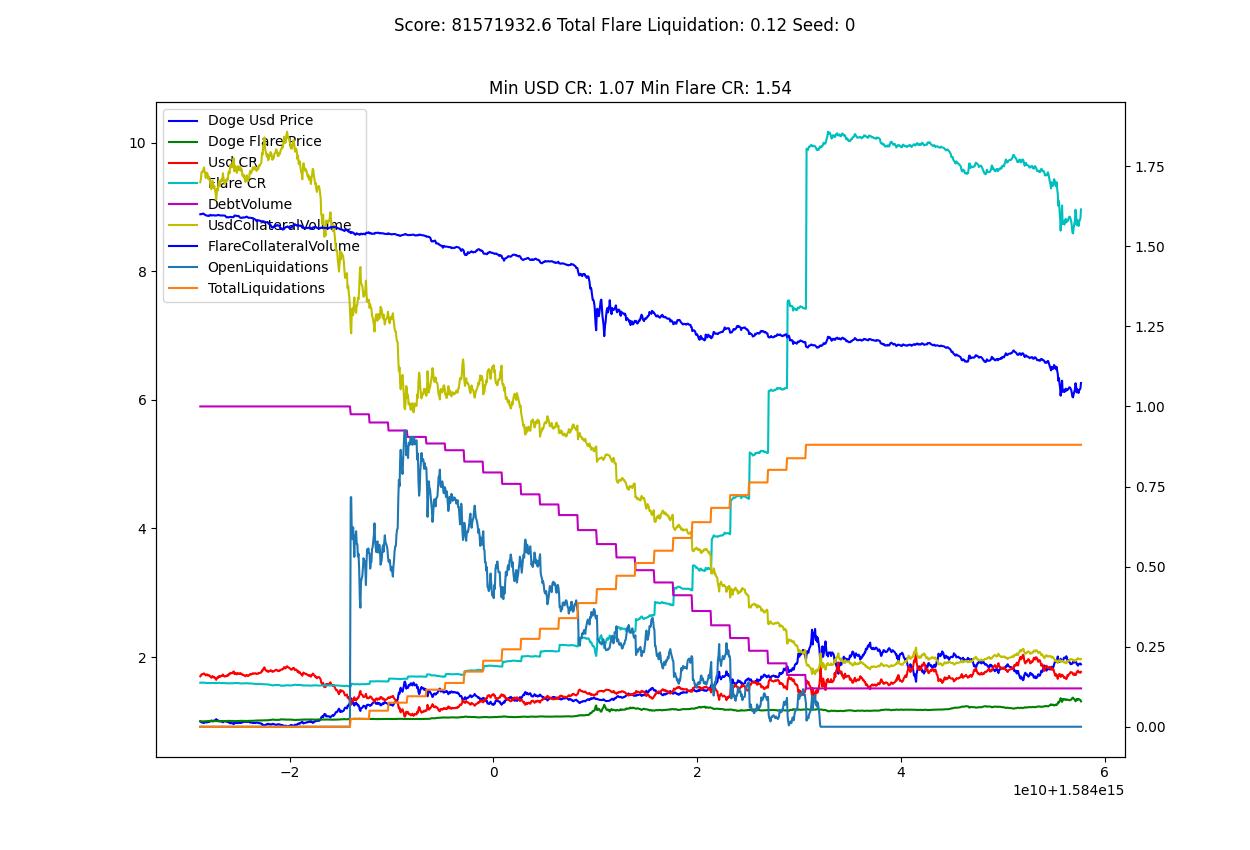 Score: 81571932.6 Total Flare Liquidation: 0.12 Seed: 0
Min USD CR: 1.07 Min Flare CR: 1.54
Doge Usd Price
Doge Flare Price
Usd CR
Flare CR
DebtVolume
UsdCollateralVolume
FlareCollateralVolume
OpenLiquidations
TotalLiquidations
10
8
6
4
2
1.75
1.50
1.25
1.00
0.75
0.50
0.25
0.00
−2
0
2
4
6
1e10+1.584e15